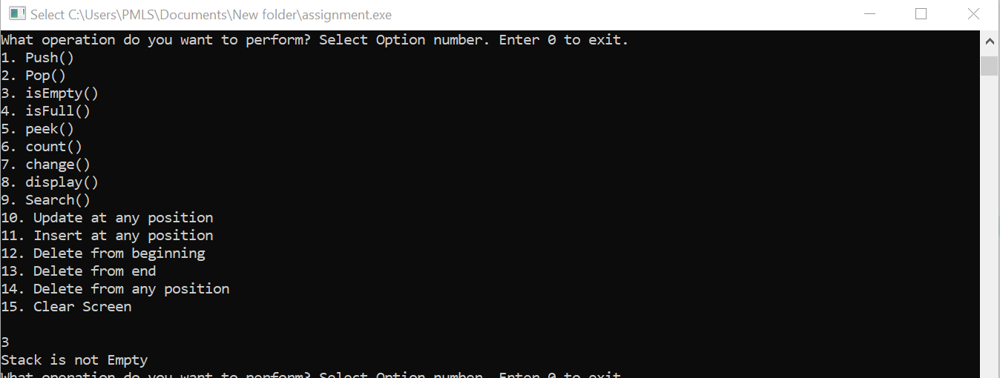 Select C:\Users\PMLS\Documents\New folder\assignment.exe
What operation do you want to perform? Select Option number. Enter 0 to exit.
1. Push()
2. Pop()
3. isEmpty()
4. isFull()
5. peek()
6. count()
7. change()
8. display()
9. Search()
10. Update at any position
11. Insert at any position
12. Delete from beginning
13. Delete from end
14. Delete from any position
15. Clear Screen
3
Stack is not Empty
What operation do you want to perform? Select Option number. Enter 0 to exit.